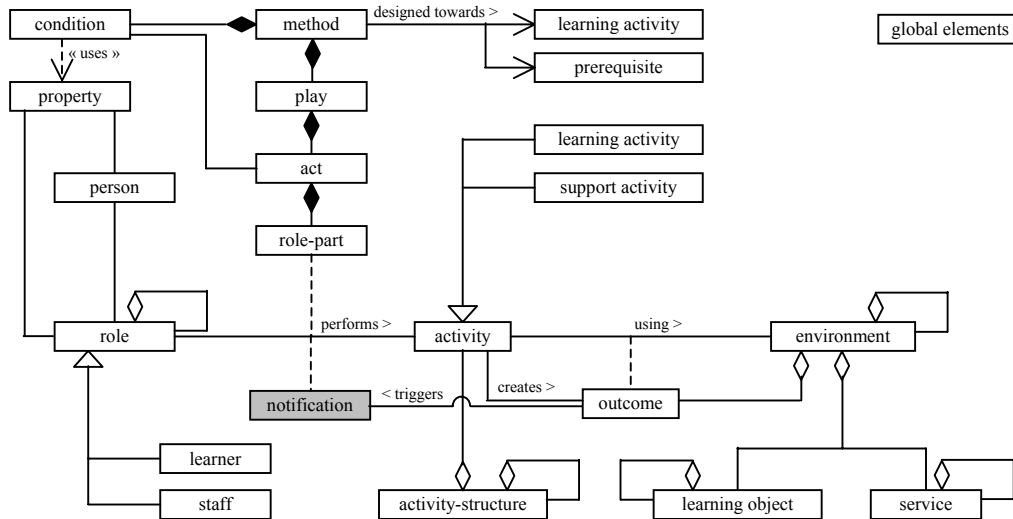 condition
method
designed towards >
learning activity
global elements
« uses »
prerequisite
property
play
learning activity
act
person
support activity
role-part
role
performs >
activity
using >
environment
notification
< triggers
creates >
outcome
learner
staff
activity-structure
learning object
service